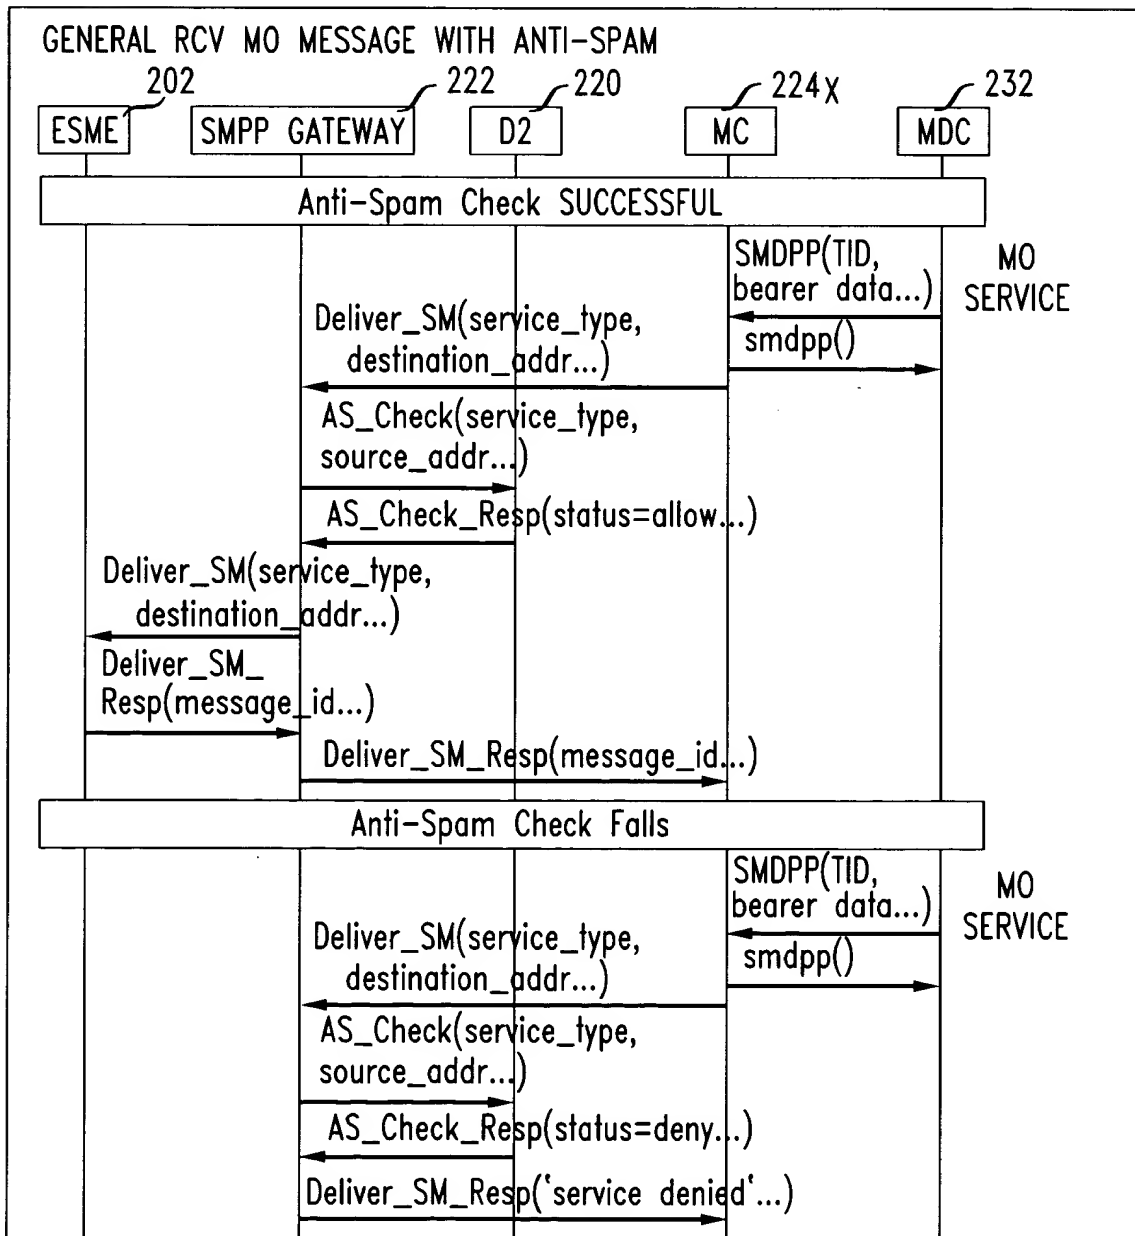 GENERAL RCV MO MESSAGE WITH ANTI-SPAM
202
222
220
224X
232
ESME
SMPP GATEWAY
D2
MC
MDC
Anti-Spam Check SUCCESSFUL
SMDPP(TID,
bearer data...)
MO
SERVICE
smdpp()
Deliver_SM(service_type,
destination_addr...)
AS_Check(service_type,
source_addr...)
AS_Check_Resp(status=allow...)
Deliver_SM(service_type,
destination_addr...)
Deliver_SM_
Resp(message_id...)
Deliver_SM_Resp(message_id...)
Anti-Spam Check Falls
SMDPP(TID,
bearer data...)
MO
SERVICE
smdpp()
Deliver_SM(service_type,
destination_addr...)
AS_Check(service_type,
source_addr...)
AS_Check_Resp(status=deny...)
Deliver_SM_Resp('service denied'...)